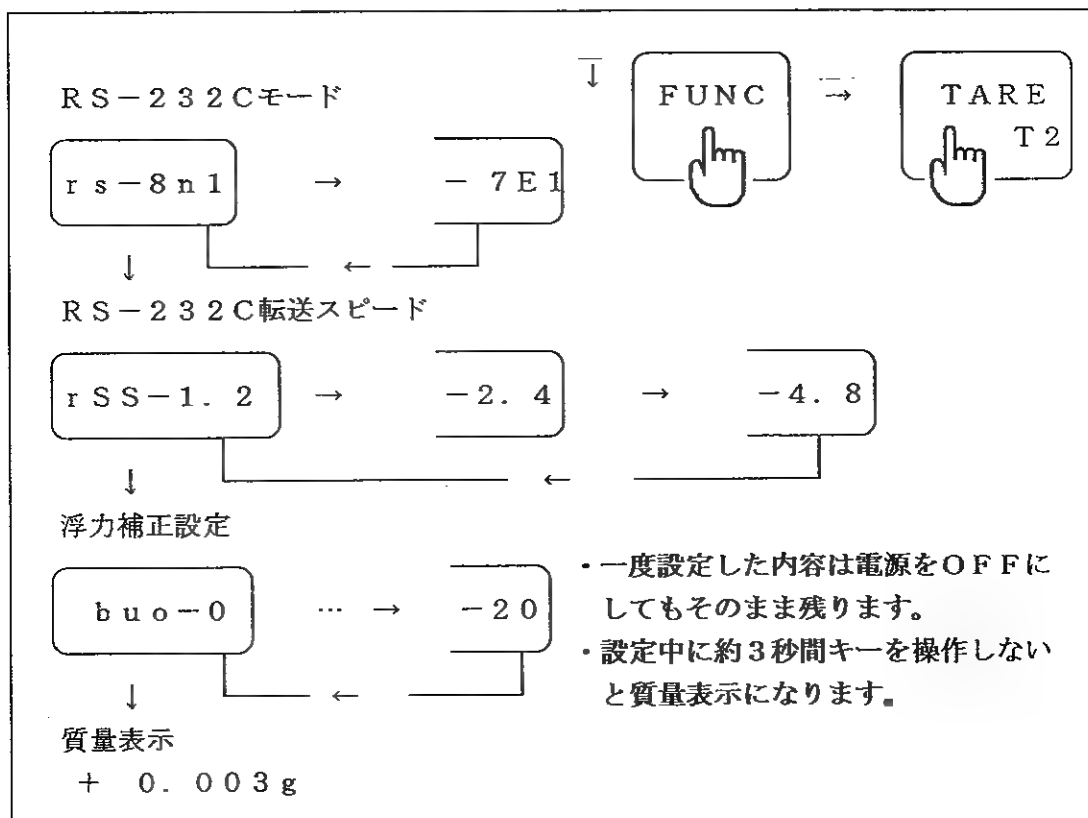 ↓ FUNC → TARE
T2
RS-232Cモード
rs-8n1 → - 7E1
↓ ←
RS-232C転送スピード
rSS-1.2 → -2.4 → -4.8
↓ ←
浮力補正設定
buo-0 … → -20
↓ ←
・一度設定した内容は電源をOFFに
してもそのまま残ります。
・設定中に約3秒間キーを操作しない
と質量表示になります。
質量表示
+ 0.003g